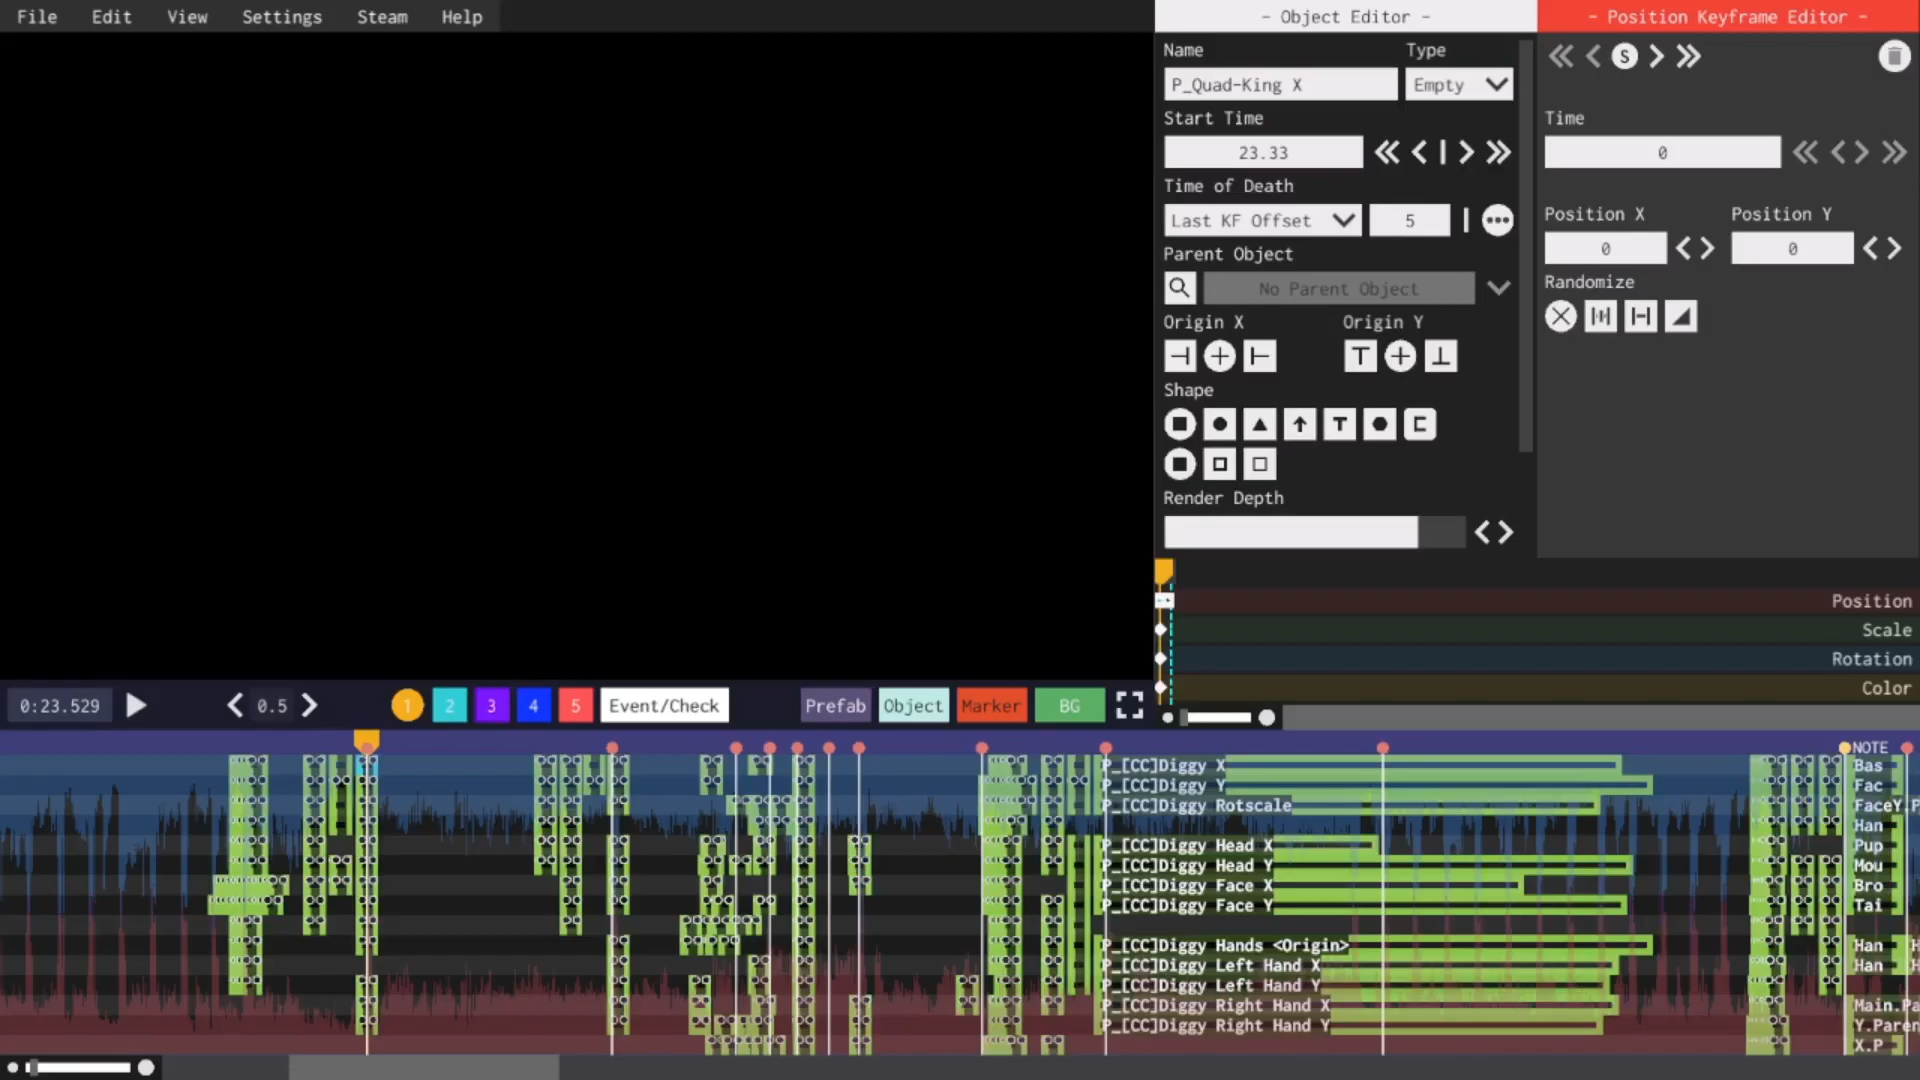 File Edit View Settings Steam Help
- Object Editor -
- Position Keyframe Editor -
Name Type
P_Quad-King X Empty
Start Time
23.33
Time of Death
Last KF Offset 5
Parent Object
No Parent Object
Origin X Origin Y
Shape
Render Depth
S
Time
0
Position X Position Y
0 0
Randomize
Position
Scale
Rotation
Color
0:23.529 0.5 1 2 3 4 5 Event/Check Prefab Object Marker BG
NOTE
P_[CC]Diggy X
P_[CC]Diggy Y
P_[CC]Diggy Rotscale
P_[CC]Diggy Head X
P_[CC]Diggy Head Y
P_[CC]Diggy Face X
P_[CC]Diggy Face Y
P_[CC]Diggy Hands <Origin>
P_[CC]Diggy Left Hand X
P_[CC]Diggy Left Hand Y
P_[CC]Diggy Right Hand X
P_[CC]Diggy Right Hand Y
Bas
Fac
FaceY.P
Han
Pup
Mou
Bro
Tai
Han H
Han H
Main.Pa
Y.Paren
X.P